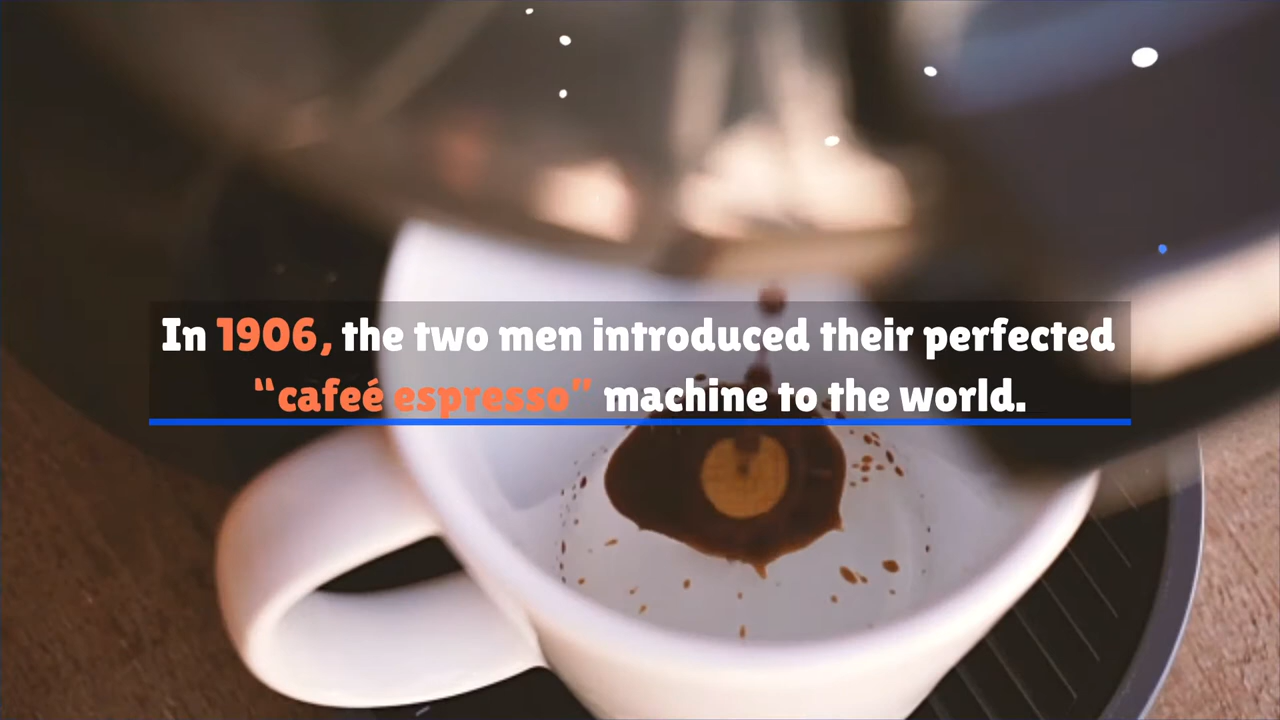 In 1906, the two men introduced their perfected
“cafeé espresso” machine to the world.